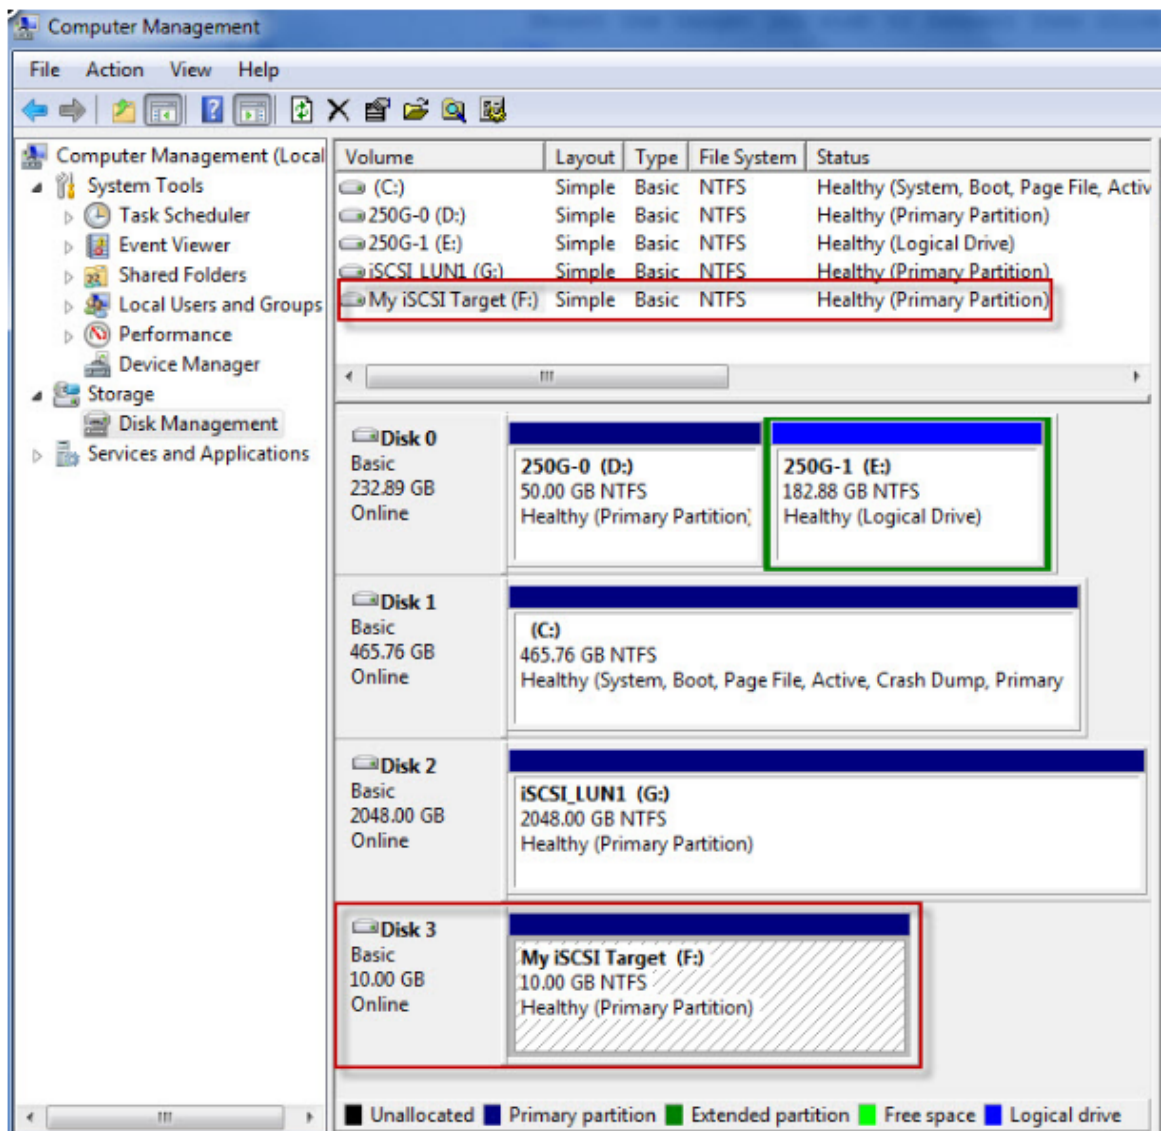 Computer Management
File Action View Help
Computer Management (Local
System Tools
Task Scheduler
Event Viewer
Shared Folders
Local Users and Groups
Performance
Device Manager
Storage
Disk Management
Services and Applications
Volume Layout Type File System Status
(C:) Simple Basic NTFS Healthy (System, Boot, Page File, Activ
250G-0 (D:) Simple Basic NTFS Healthy (Primary Partition)
250G-1 (E:) Simple Basic NTFS Healthy (Logical Drive)
iSCSI_LUN1 (G:) Simple Basic NTFS Healthy (Primary Partition)
My iSCSI Target (F:) Simple Basic NTFS Healthy (Primary Partition)
Disk 0
Basic
232.89 GB
Online
250G-0 (D:)
50.00 GB NTFS
Healthy (Primary Partition)
250G-1 (E:)
182.88 GB NTFS
Healthy (Logical Drive)
Disk 1
Basic
465.76 GB
Online
(C:)
465.76 GB NTFS
Healthy (System, Boot, Page File, Active, Crash Dump, Primary
Disk 2
Basic
2048.00 GB
Online
iSCSI_LUN1 (G:)
2048.00 GB NTFS
Healthy (Primary Partition)
Disk 3
Basic
10.00 GB
Online
My iSCSI Target (F:)
10.00 GB NTFS
Healthy (Primary Partition)
Unallocated Primary partition Extended partition Free space Logical drive